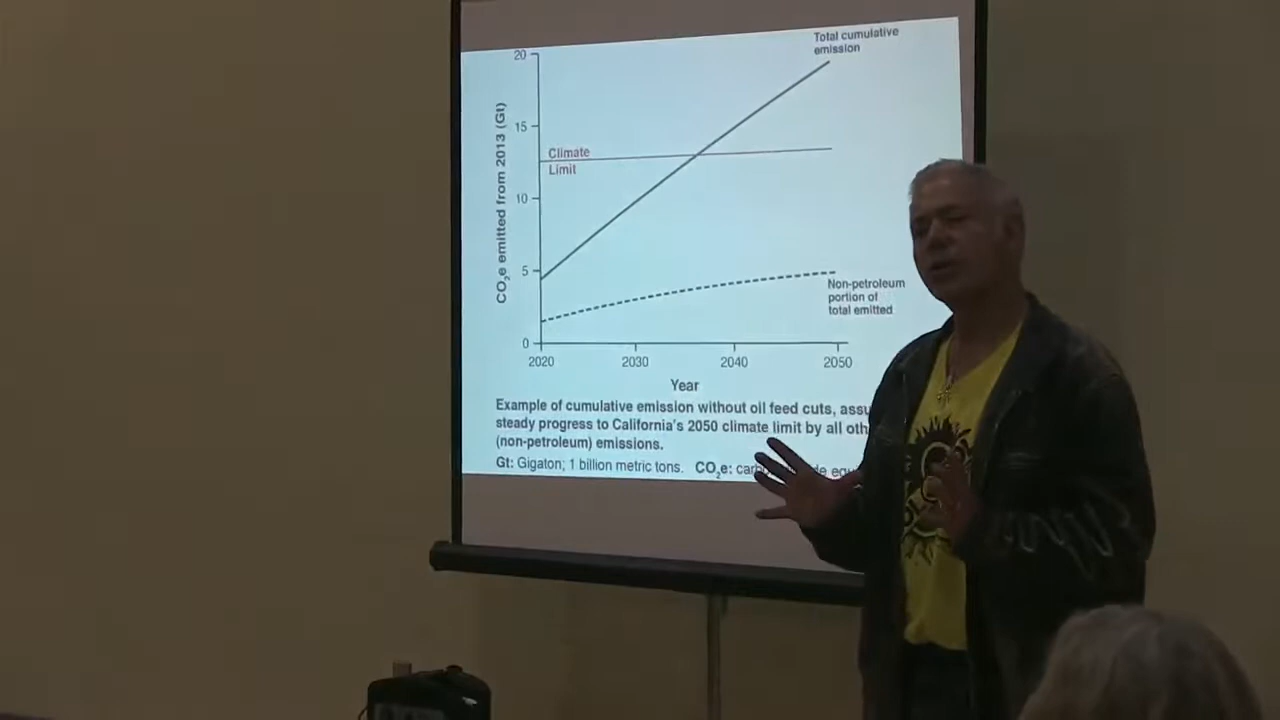 Total cumulative
emission
20
15
10
5
0
CO₂e emitted from 2013 (Gt)
Climate
Limit
Non-petroleum
portion of
total emitted
2020 2030 2040 2050
Year
Example of cumulative emission without oil feed cuts,
steady progress to California's 2050 climate limit by all
(non-petroleum) emissions.
Gt: Gigaton; 1 billion metric tons. CO₂e: